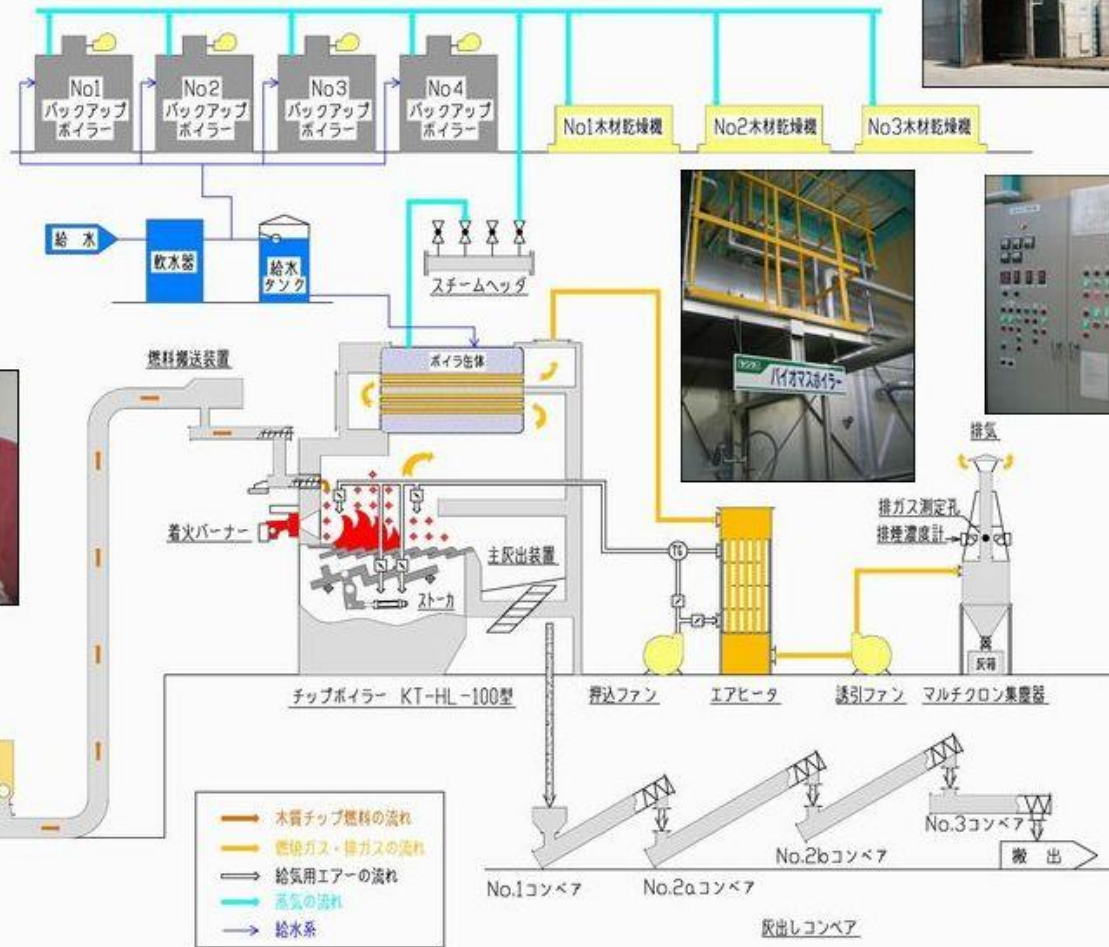 No1
バックアップ
ボイラー
No2
バックアップ
ボイラー
No3
バックアップ
ボイラー
No4
バックアップ
ボイラー
No1木材乾燥機
No2木材乾燥機
No3木材乾燥機
給 水
軟水器
給水
タンク
スチームヘッダ
燃料搬送装置
ボイラ缶体
バイオマスボイラー
排気
排ガス測定孔
排煙濃度計
着火バーナー
主灰出装置
ストーカ
TG
灰箱
チップボイラー KT-HL-100型
押込ファン
エアヒータ
誘引ファン
マルチクロン集塵器
木質チップ燃料の流れ
燃焼ガス・排ガスの流れ
給気用エアーの流れ
蒸気の流れ
給水系
No.1コンベア
No.2aコンベア
No.2bコンベア
No.3コンベア
搬 出
灰出しコンベア